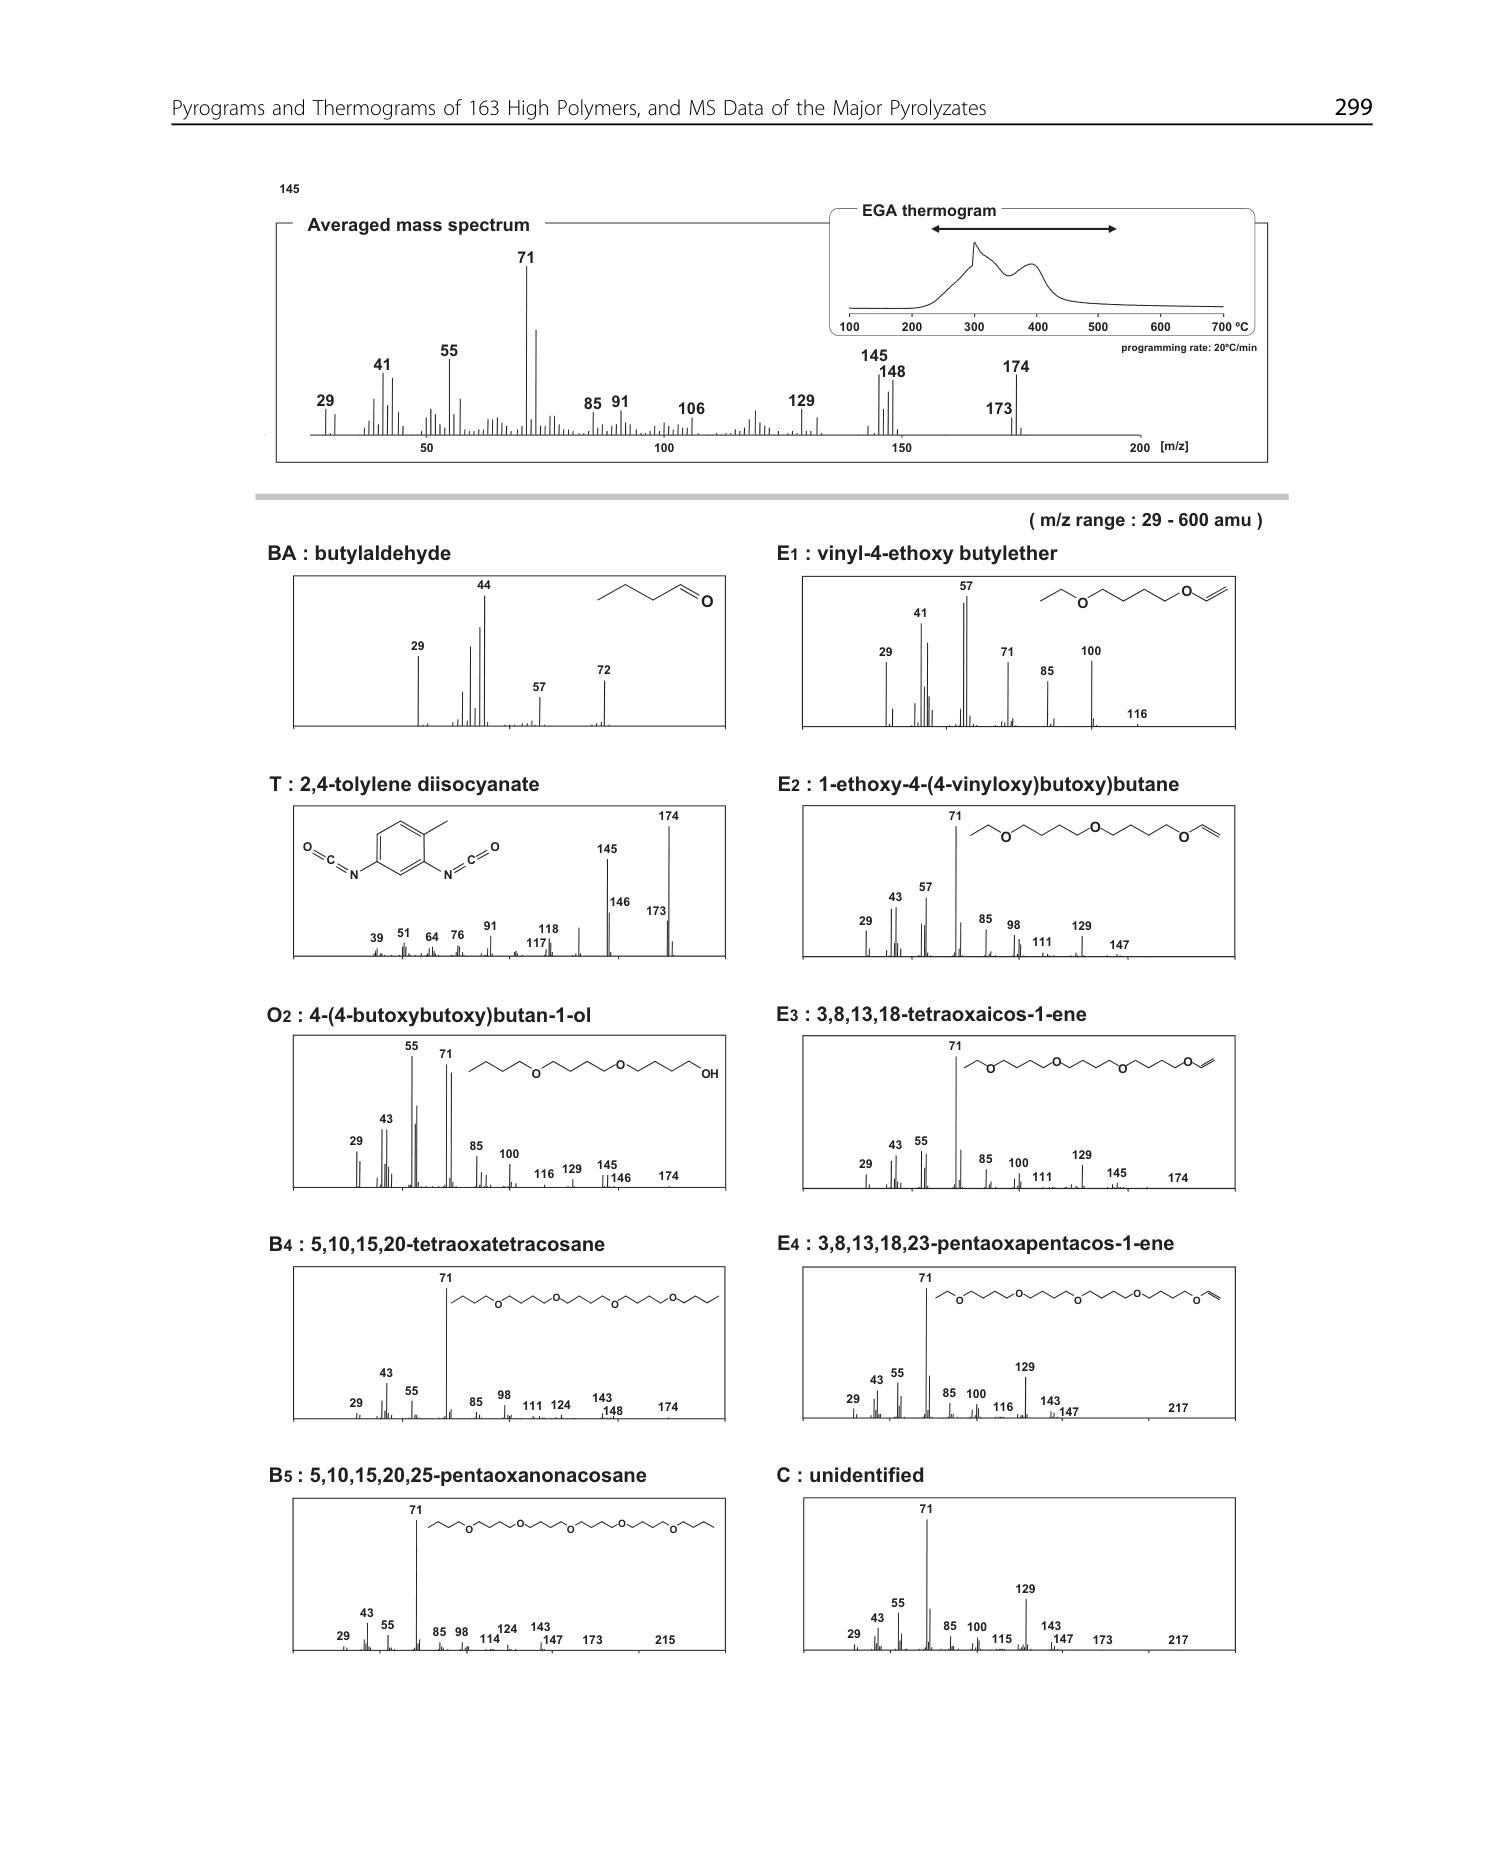 Pyrograms and Thermograms of 163 High Polymers, and MS Data of the Major Pyrolyzates 299
145
Averaged mass spectrum
EGA thermogram
100 200 300 400 500 600 700 ºC
programming rate: 20ºC/min
71
55
41
29
85 91
106
129
145
148
173
174
50 100 150 200 [m/z]
( m/z range : 29 - 600 amu )
BA : butylaldehyde
44
29
57
72
O
E1 : vinyl-4-ethoxy butylether
57
41
29
71
85
100
116
O
O
T : 2,4-tolylene diisocyanate
174
145
146
173
39 51 64 76 91 117 118
O C N N C O
E2 : 1-ethoxy-4-(4-vinyloxy)butoxy)butane
71
57
43
29
85 98 111 129 147
O O O
O2 : 4-(4-butoxybutoxy)butan-1-ol
55
71
43
29
85 100 116 129 145 146 174
O O OH
E3 : 3,8,13,18-tetraoxaicos-1-ene
71
29 43 55 85 100 111 129 145 174
O O O O
B4 : 5,10,15,20-tetraoxatetracosane
71
29 43 55 85 98 111 124 143 148 174
O O O O
E4 : 3,8,13,18,23-pentaoxapentacos-1-ene
71
29 43 55 85 100 116 129 143 147 217
O O O O O
B5 : 5,10,15,20,25-pentaoxanonacosane
71
29 43 55 85 98 114 124 143 147 173 215
O O O O O
C : unidentified
71
29 43 55 85 100 115 129 143 147 173 217